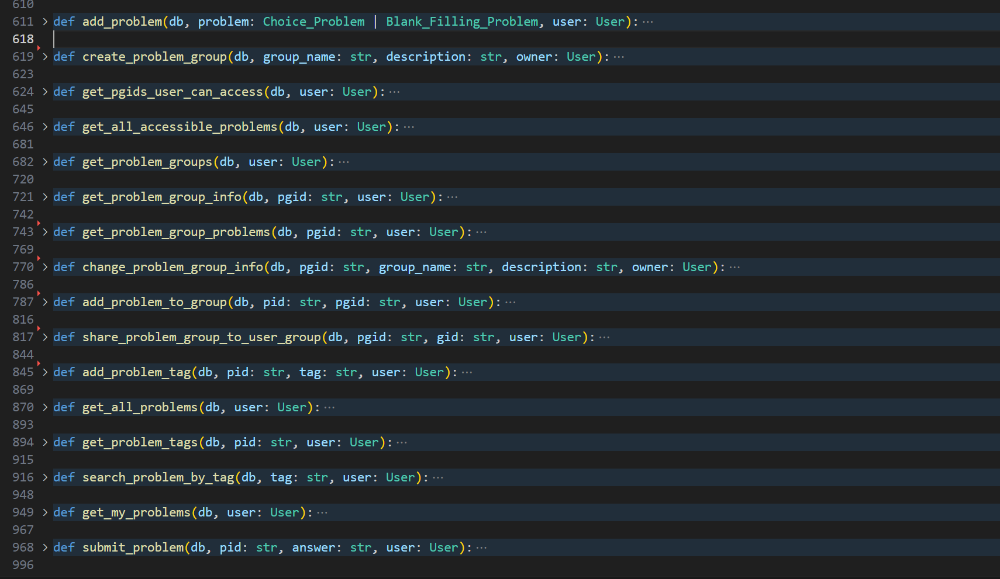 610
611 > def add_problem(db, problem: Choice_Problem | Blank_Filling_Problem, user: User): ···
618
619 > def create_problem_group(db, group_name: str, description: str, owner: User): ···
623
624 > def get_pgids_user_can_access(db, user: User): ···
645
646 > def get_all_accessible_problems(db, user: User): ···
681
682 > def get_problem_groups(db, user: User): ···
720
721 > def get_problem_group_info(db, pgid: str, user: User): ···
742
743 > def get_problem_group_problems(db, pgid: str, user: User): ···
769
770 > def change_problem_group_info(db, pgid: str, group_name: str, description: str, owner: User): ···
786
787 > def add_problem_to_group(db, pid: str, pgid: str, user: User): ···
816
817 > def share_problem_group_to_user_group(db, pgid: str, gid: str, user: User): ···
844
845 > def add_problem_tag(db, pid: str, tag: str, user: User): ···
869
870 > def get_all_problems(db, user: User): ···
893
894 > def get_problem_tags(db, pid: str, user: User): ···
915
916 > def search_problem_by_tag(db, tag: str, user: User): ···
948
949 > def get_my_problems(db, user: User): ···
967
968 > def submit_problem(db, pid: str, answer: str, user: User): ···
996